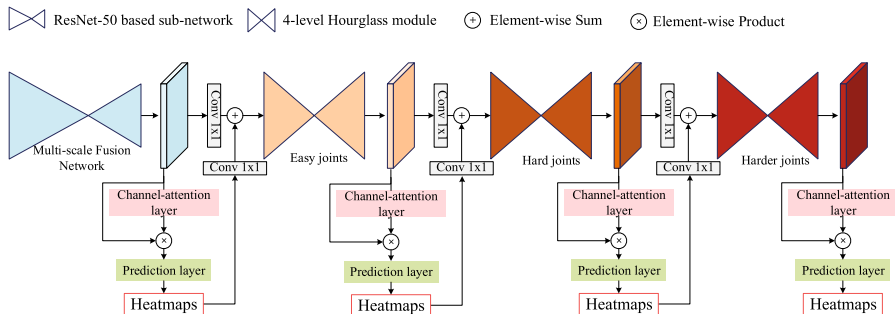 ResNet-50 based sub-network
4-level Hourglass module
Element-wise Sum
Element-wise Product
Conv 1x1
Conv 1x1
Conv 1x1
Multi-scale Fusion
Network
Easy joints
Hard joints
Harder joints
Conv 1x1
Conv 1x1
Conv 1x1
Channel-attention
layer
Channel-attention
layer
Channel-attention
layer
Channel-attention
layer
Prediction layer
Prediction layer
Prediction layer
Prediction layer
Heatmaps
Heatmaps
Heatmaps
Heatmaps